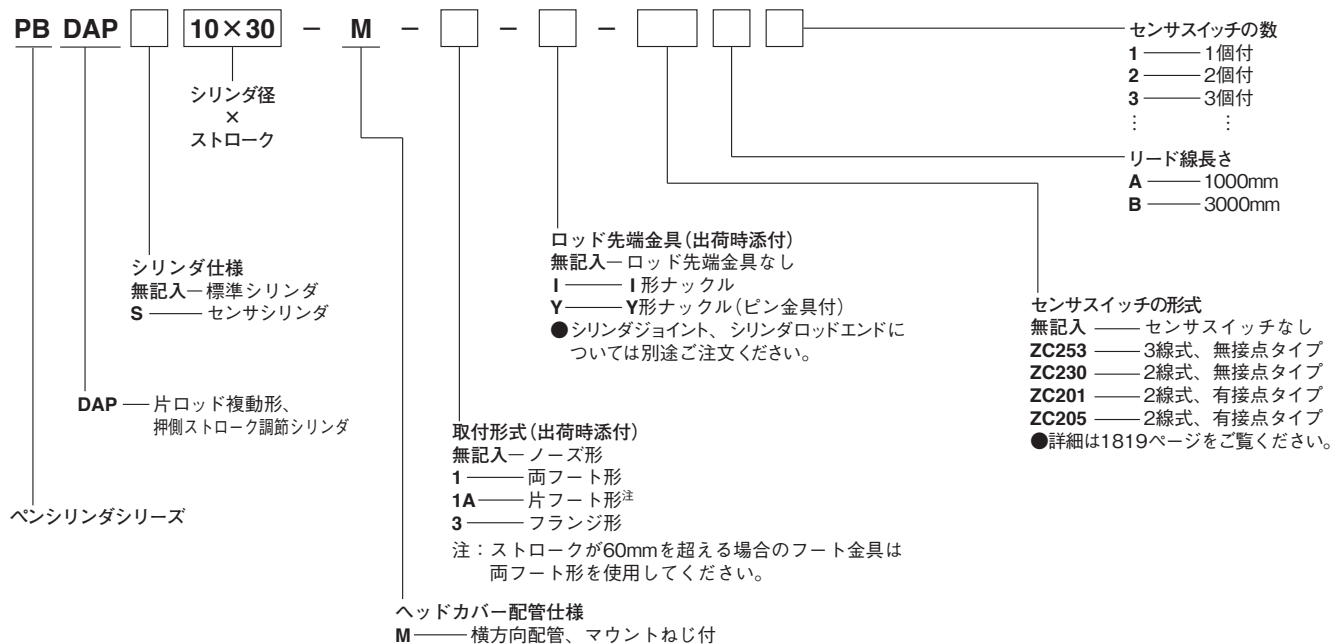 PB DAP 10×30 － M － － －
シリンダ径
×
ストローク
センサスイッチの数
1 ── 1個付
2 ── 2個付
3 ── 3個付
⋮ ⋮
リード線長さ
A ── 1000mm
B ── 3000mm
シリンダ仕様
無記入─標準シリンダ
S ── センサシリンダ
ロッド先端金具(出荷時添付)
無記入─ロッド先端金具なし
I ── I形ナックル
Y ── Y形ナックル(ピン金具付)
●シリンダジョイント、シリンダロッドエンドに
ついては別途ご注文ください。
センサスイッチの形式
無記入 ── センサスイッチなし
ZC253 ── 3線式、無接点タイプ
ZC230 ── 2線式、無接点タイプ
ZC201 ── 2線式、有接点タイプ
ZC205 ── 2線式、有接点タイプ
●詳細は1819ページをご覧ください。
DAP ─ 片ロッド複動形、
押側ストローク調節シリンダ
取付形式(出荷時添付)
無記入─ノーズ形
1 ── 両フート形
1A ── 片フート形注
3 ── フランジ形
注：ストロークが60mmを超える場合のフート金具は
両フート形を使用してください。
ペンシリンダシリーズ
ヘッドカバー配管仕様
M ── 横方向配管、マウントねじ付